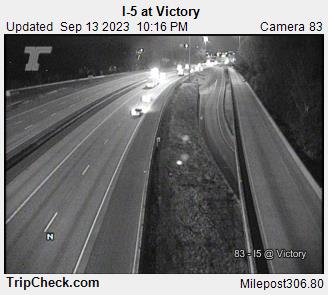 I-5 at Victory
Updated Sep 13 2023 10:16 PM Camera 83
T
N
83 - I5 @ Victory
TripCheck.com Milepost306.80